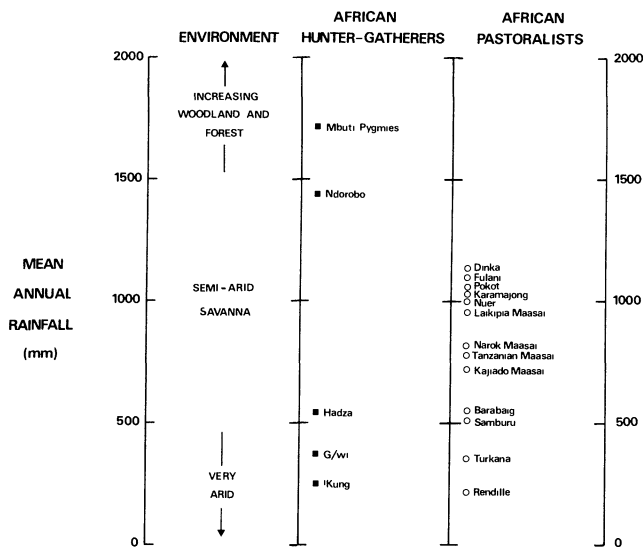 ENVIRONMENT
AFRICAN
HUNTER-GATHERERS
AFRICAN
PASTORALISTS
MEAN
ANNUAL
RAINFALL
(mm)
2000
1500
1000
500
0
INCREASING
WOODLAND AND
FOREST
SEMI-ARID
SAVANNA
VERY
ARID
Mbuti Pygmies
Ndorobo
Hadza
G/wi
!Kung
Dinka
Fulani
Pokot
Karamajong
Nuer
Laikipia Maasai
Narok Maasai
Tanzanian Maasai
Kajiado Maasai
Barabaig
Samburu
Turkana
Rendille
2000
1500
1000
500
0